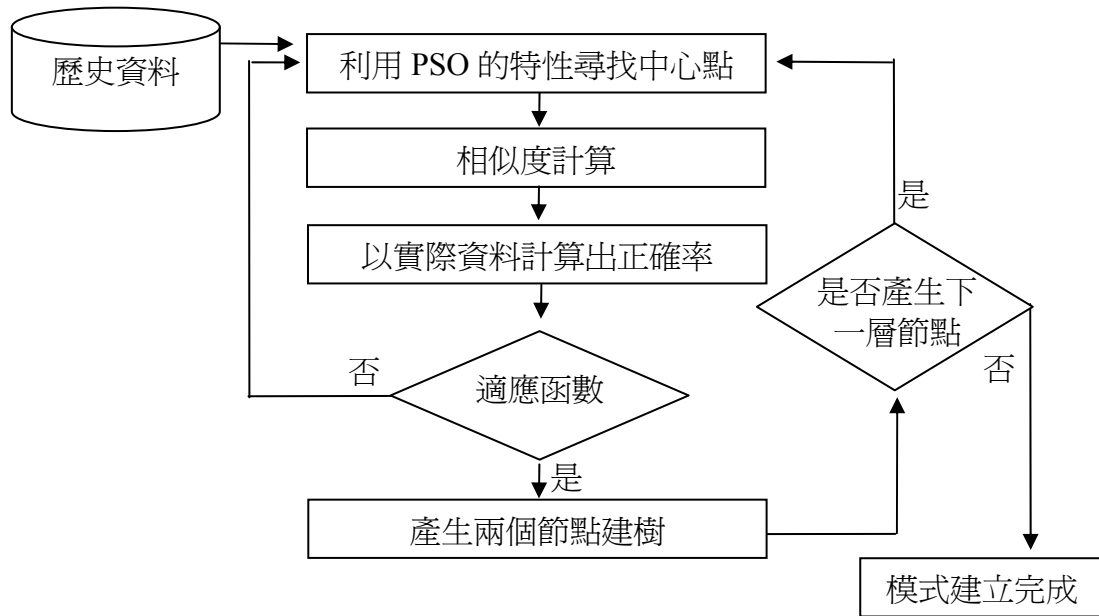 歷史資料
利用 PSO 的特性尋找中心點
相似度計算
以實際資料計算出正確率
是
是否產生下
一層節點
否
否
適應函數
是
產生兩個節點建樹
模式建立完成